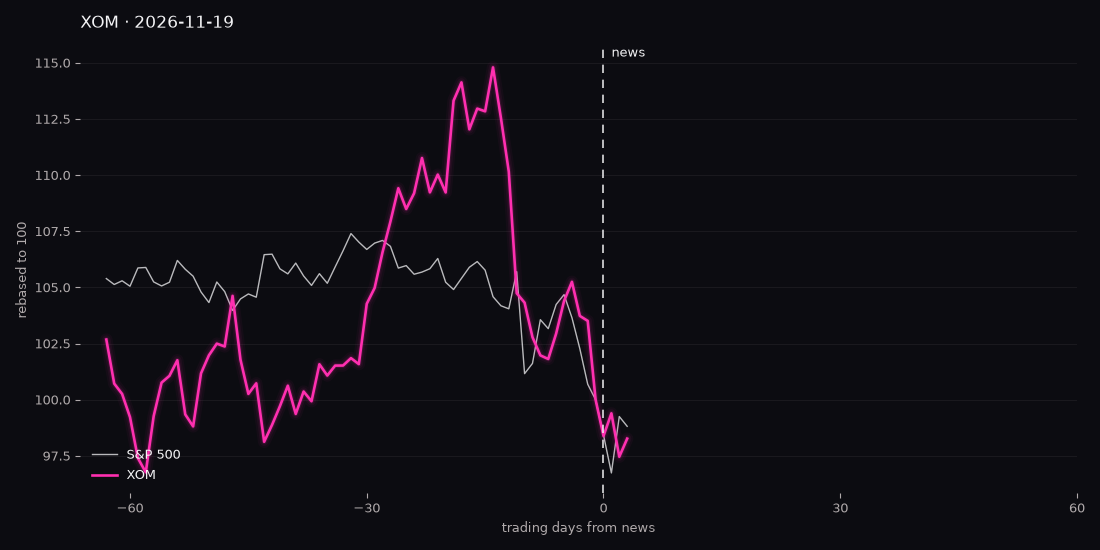 XOM · 2026-11-19
news
115.0
112.5
110.0
107.5
105.0
102.5
100.0
97.5
rebased to 100
S&P 500
XOM
−60
−30
0
30
60
trading days from news